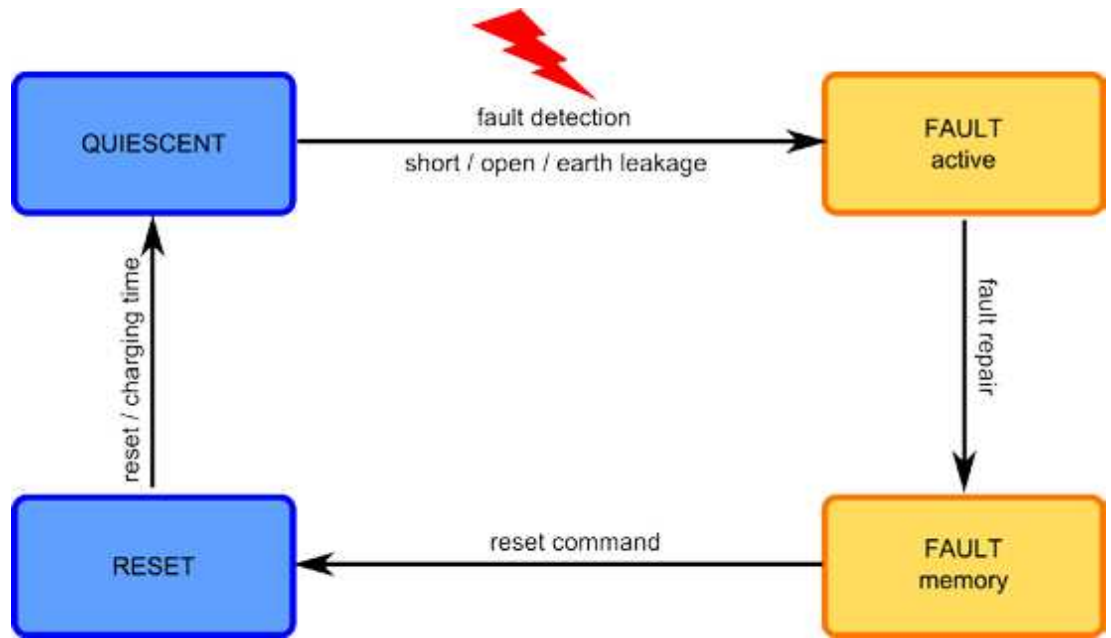 QUIESCENT
fault detection
short / open / earth leakage
FAULT
active
reset / charging time
fault repair
RESET
reset command
FAULT
memory